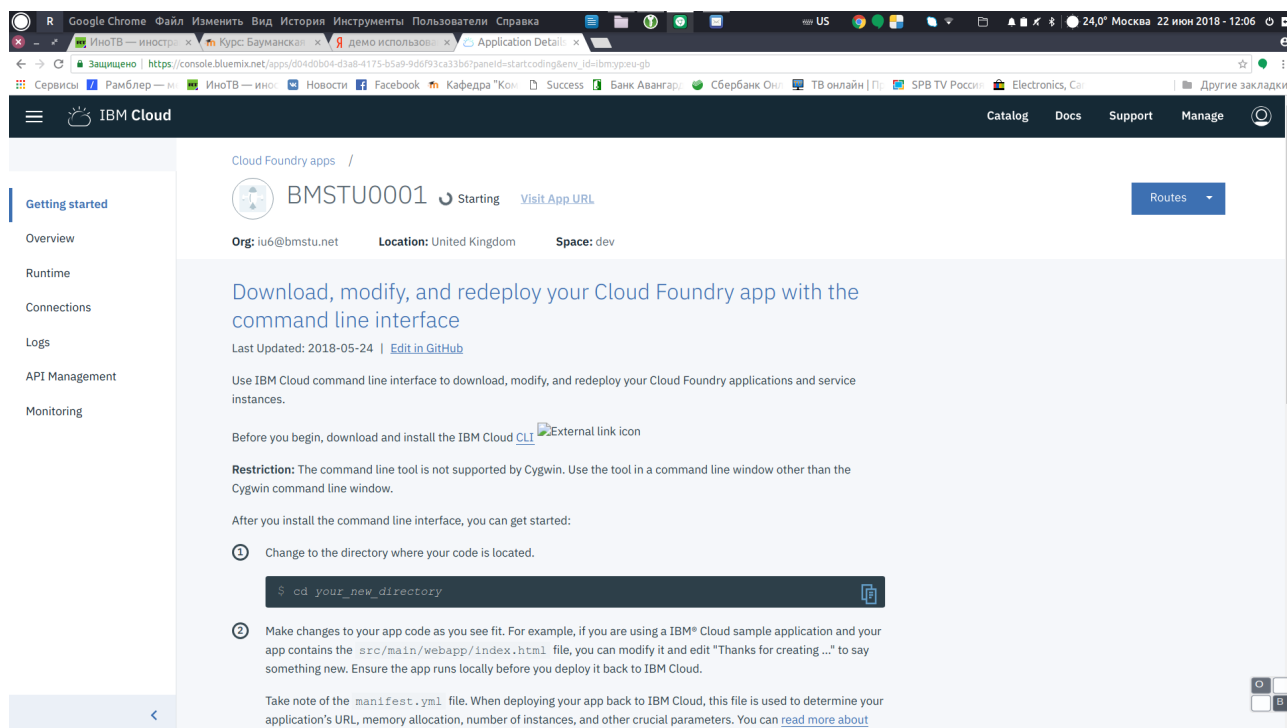 R Google Chrome Файл Изменить Вид История Инструменты Пользователи Справка US 24,0° Москва 22 июн 2018 - 12:06
ИноТВ — иностра Курс: Бауманская Я демо использова Application Details
Защищено https://console.bluemix.net/apps/d04d0b04-d3a8-4175-b5a9-9d6f93ca33b6?paneId=startcoding&env_id=ibm:yp:eu-gb
Сервисы Рамблер — м ИноТВ — инос Новости Facebook Кафедра "Ком Success Банк Авангард Сбербанк Онл ТВ онлайн | П SPB TV Россия Electronics, Ca Другие закладки
IBM Cloud Catalog Docs Support Manage
Cloud Foundry apps /
BMSTU0001 Starting Visit App URL Routes
Org: iu6@bmstu.net Location: United Kingdom Space: dev
Getting started
Overview
Runtime
Connections
Logs
API Management
Monitoring
Download, modify, and redeploy your Cloud Foundry app with the
command line interface
Last Updated: 2018-05-24 | Edit in GitHub
Use IBM Cloud command line interface to download, modify, and redeploy your Cloud Foundry applications and service
instances.
Before you begin, download and install the IBM Cloud CLI External link icon
Restriction: The command line tool is not supported by Cygwin. Use the tool in a command line window other than the
Cygwin command line window.
After you install the command line interface, you can get started:
1 Change to the directory where your code is located.
$ cd your_new_directory
2 Make changes to your app code as you see fit. For example, if you are using a IBM® Cloud sample application and your
app contains the src/main/webapp/index.html file, you can modify it and edit "Thanks for creating ..." to say
something new. Ensure the app runs locally before you deploy it back to IBM Cloud.
Take note of the manifest.yml file. When deploying your app back to IBM Cloud, this file is used to determine your
application's URL, memory allocation, number of instances, and other crucial parameters. You can read more about
O
B